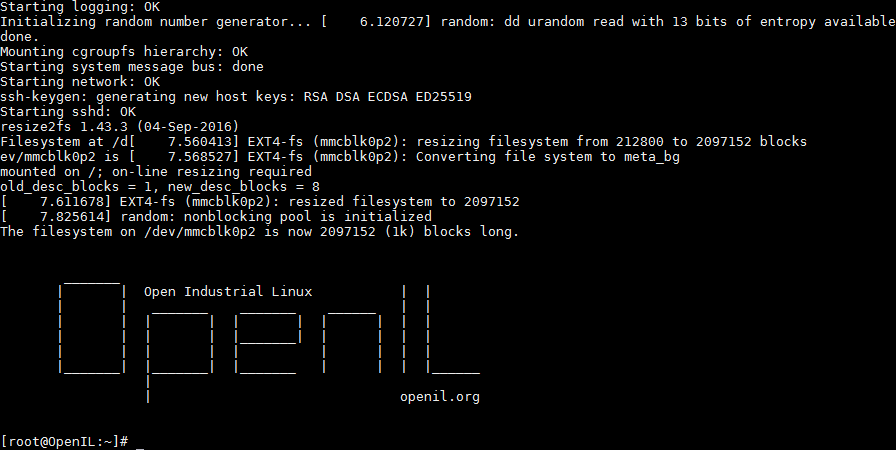 Starting logging: OK
Initializing random number generator... [    6.120727] random: dd urandom read with 13 bits of entropy available
done.
Mounting cgroupfs hierarchy: OK
Starting system message bus: done
Starting network: OK
ssh-keygen: generating new host keys: RSA DSA ECDSA ED25519
Starting sshd: OK
resize2fs 1.43.3 (04-Sep-2016)
Filesystem at /d[    7.560413] EXT4-fs (mmcblk0p2): resizing filesystem from 212800 to 2097152 blocks
ev/mmcblk0p2 is [    7.568527] EXT4-fs (mmcblk0p2): Converting file system to meta_bg
mounted on /; on-line resizing required
old_desc_blocks = 1, new_desc_blocks = 8
[    7.611678] EXT4-fs (mmcblk0p2): resized filesystem to 2097152
[    7.825614] random: nonblocking pool is initialized
The filesystem on /dev/mmcblk0p2 is now 2097152 (1k) blocks long.
Open Industrial Linux
OpenIL
openil.org
[root@OpenIL:~]# _